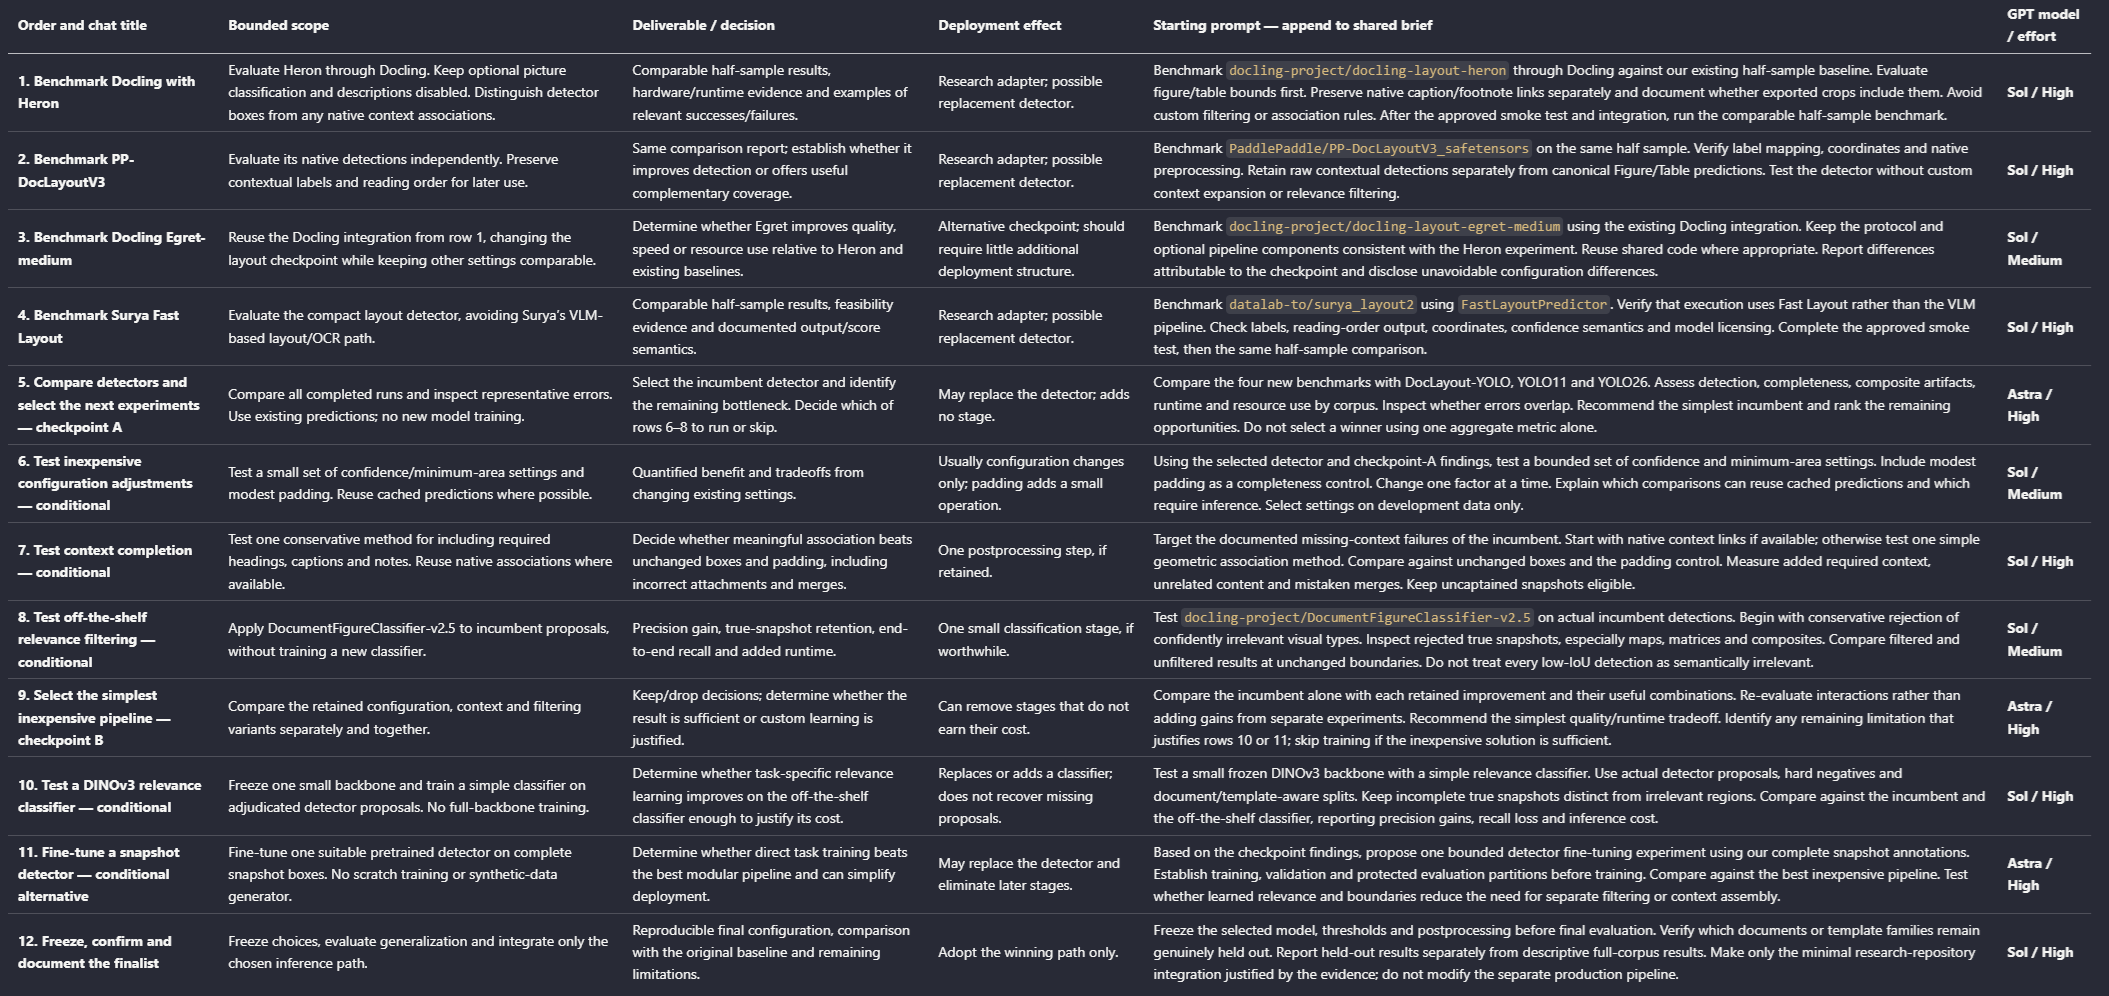 Order and chat title
Bounded scope
Deliverable / decision
Deployment effect
Starting prompt — append to shared brief
GPT model
/ effort
1. Benchmark Docling with
Heron
Evaluate Heron through Docling. Keep optional picture
classification and descriptions disabled. Distinguish detector
boxes from any native context associations.
Comparable half-sample results,
hardware/runtime evidence and examples of
relevant successes/failures.
Research adapter; possible
replacement detector.
Benchmark docling-project/docling-layout-heron through Docling against our existing half-sample baseline. Evaluate
figure/table bounds first. Preserve native caption/footnote links separately and document whether exported crops include them. Avoid
custom filtering or association rules. After the approved smoke test and integration, run the comparable half-sample benchmark.
Sol / High
2. Benchmark PP-
DocLayoutV3
Evaluate its native detections independently. Preserve
contextual labels and reading order for later use.
Same comparison report; establish whether it
improves detection or offers useful
complementary coverage.
Research adapter; possible
replacement detector.
Benchmark PaddlePaddle/PP-DocLayoutV3_safetensors on the same half sample. Verify label mapping, coordinates and native
preprocessing. Retain raw contextual detections separately from canonical Figure/Table predictions. Test the detector without custom
context expansion or relevance filtering.
Sol / High
3. Benchmark Docling Egret-
medium
Reuse the Docling integration from row 1, changing the
layout checkpoint while keeping other settings comparable.
Determine whether Egret improves quality,
speed or resource use relative to Heron and
existing baselines.
Alternative checkpoint; should
require little additional
deployment structure.
Benchmark docling-project/docling-layout-egret-medium using the existing Docling integration. Keep the protocol and
optional pipeline components consistent with the Heron experiment. Reuse shared code where appropriate. Report differences
attributable to the checkpoint and disclose unavoidable configuration differences.
Sol /
Medium
4. Benchmark Surya Fast
Layout
Evaluate the compact layout detector, avoiding Surya's VLM-
based layout/OCR path.
Comparable half-sample results, feasibility
evidence and documented output/score
semantics.
Research adapter; possible
replacement detector.
Benchmark datalab-to/surya_layout2 using FastLayoutPredictor. Verify that execution uses Fast Layout rather than the VLM
pipeline. Check labels, reading-order output, coordinates, confidence semantics and model licensing. Complete the approved smoke
test, then the same half-sample comparison.
Sol / High
5. Compare detectors and
select the next experiments
— checkpoint A
Compare all completed runs and inspect representative errors.
Use existing predictions; no new model training.
Select the incumbent detector and identify
the remaining bottleneck. Decide which of
rows 6–8 to run or skip.
May replace the detector; adds
no stage.
Compare the four new benchmarks with DocLayout-YOLO, YOLO11 and YOLO26. Assess detection, completeness, composite artifacts,
runtime and resource use by corpus. Inspect whether errors overlap. Recommend the simplest incumbent and rank the remaining
opportunities. Do not select a winner using one aggregate metric alone.
Astra /
High
6. Test inexpensive
configuration adjustments
— conditional
Test a small set of confidence/minimum-area settings and
modest padding. Reuse cached predictions where possible.
Quantified benefit and tradeoffs from
changing existing settings.
Usually configuration changes
only; padding adds a small
operation.
Using the selected detector and checkpoint-A findings, test a bounded set of confidence and minimum-area settings. Include modest
padding as a completeness control. Change one factor at a time. Explain which comparisons can reuse cached predictions and which
require inference. Select settings on development data only.
Sol /
Medium
7. Test context completion
— conditional
Test one conservative method for including required
headings, captions and notes. Reuse native associations where
available.
Decide whether meaningful association beats
unchanged boxes and padding, including
incorrect attachments and merges.
One postprocessing step, if
retained.
Target the documented missing-context failures of the incumbent. Start with native context links if available; otherwise test one simple
geometric association method. Compare against unchanged boxes and the padding control. Measure added required context,
unrelated content and mistaken merges. Keep uncaptained snapshots eligible.
Sol / High
8. Test off-the-shelf
relevance filtering —
conditional
Apply DocumentFigureClassifier-v2.5 to incumbent proposals,
without training a new classifier.
Precision gain, true-snapshot retention, end-
to-end recall and added runtime.
One small classification stage, if
worthwhile.
Test docling-project/DocumentFigureClassifier-v2.5 on actual incumbent detections. Begin with conservative rejection of
confidently irrelevant visual types. Inspect rejected true snapshots, especially maps, matrices and composites. Compare filtered and
unfiltered results at unchanged boundaries. Do not treat every low-IoU detection as semantically irrelevant.
Sol /
Medium
9. Select the simplest
inexpensive pipeline —
checkpoint B
Compare the retained configuration, context and filtering
variants separately and together.
Keep/drop decisions; determine whether the
result is sufficient or custom learning is
justified.
Can remove stages that do not
earn their cost.
Compare the incumbent alone with each retained improvement and their useful combinations. Re-evaluate interactions rather than
adding gains from separate experiments. Recommend the simplest quality/runtime tradeoff. Identify any remaining limitation that
justifies rows 10 or 11; skip training if the inexpensive solution is sufficient.
Astra /
High
10. Test a DINOv3 relevance
classifier — conditional
Freeze one small backbone and train a simple classifier on
adjudicated detector proposals. No full-backbone training.
Determine whether task-specific relevance
learning improves on the off-the-shelf
classifier enough to justify its cost.
Replaces or adds a classifier;
does not recover missing
proposals.
Test a small frozen DINOv3 backbone with a simple relevance classifier. Use actual detector proposals, hard negatives and
document/template-aware splits. Keep incomplete true snapshots distinct from irrelevant regions. Compare against the incumbent and
the off-the-shelf classifier, reporting precision gains, recall loss and inference cost.
Sol / High
11. Fine-tune a snapshot
detector — conditional
alternative
Fine-tune one suitable pretrained detector on complete
snapshot boxes. No scratch training or synthetic-data
generator.
Determine whether direct task training beats
the best modular pipeline and can simplify
deployment.
May replace the detector and
eliminate later stages.
Based on the checkpoint findings, propose one bounded detector fine-tuning experiment using our complete snapshot annotations.
Establish training, validation and protected evaluation partitions before training. Compare against the best inexpensive pipeline. Test
whether learned relevance and boundaries reduce the need for separate filtering or context assembly.
Astra /
High
12. Freeze, confirm and
document the finalist
Freeze choices, evaluate generalization and integrate only the
chosen inference path.
Reproducible final configuration, comparison
with the original baseline and remaining
limitations.
Adopt the winning path only.
Freeze the selected model, thresholds and postprocessing before final evaluation. Verify which documents or template families remain
genuinely held out. Report held-out results separately from descriptive full-corpus results. Make only the minimal research-repository
integration justified by the evidence; do not modify the separate production pipeline.
Sol / High